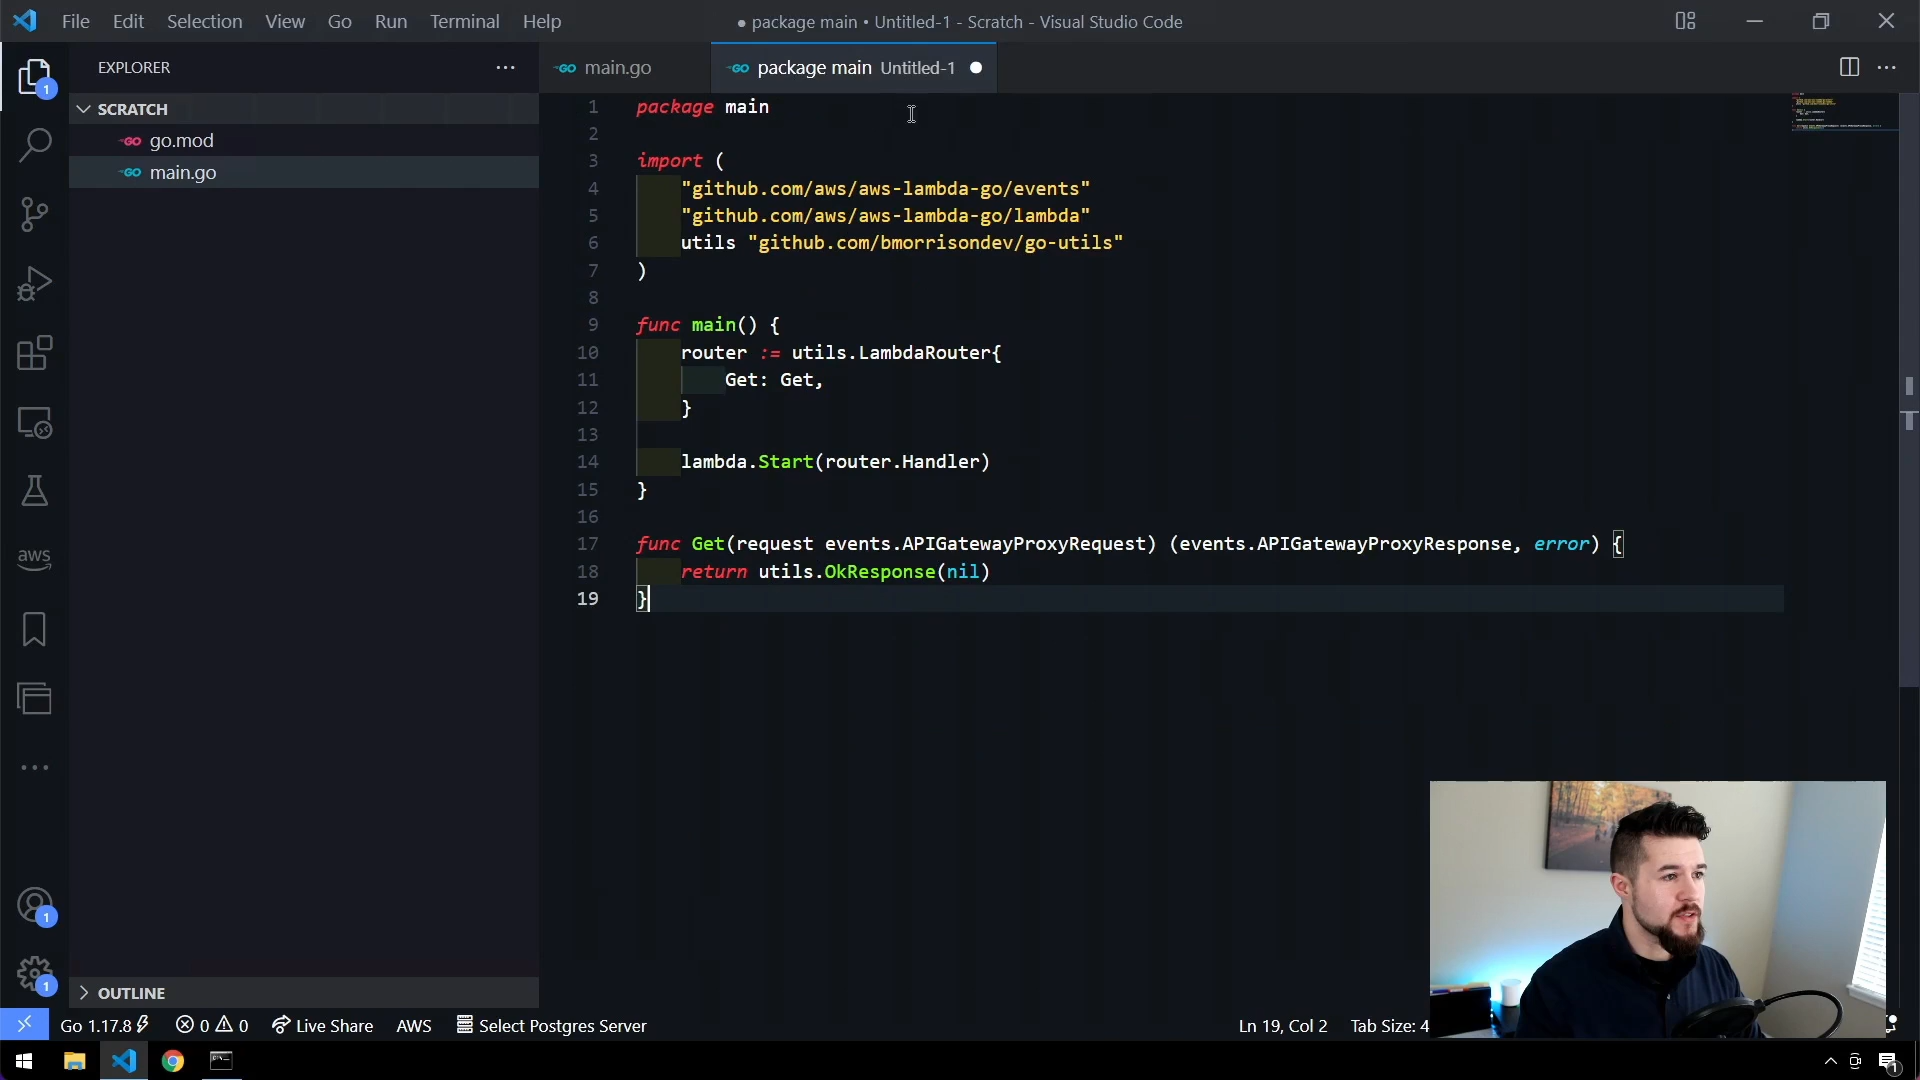 File Edit Selection View Go Run Terminal Help
● package main • Untitled-1 - Scratch - Visual Studio Code
EXPLORER
main.go
package main Untitled-1
SCRATCH
go.mod
main.go
1 package main
2
3 import (
4 "github.com/aws/aws-lambda-go/events"
5 "github.com/aws/aws-lambda-go/lambda"
6 utils "github.com/bmorrisondev/go-utils"
7 )
8
9 func main() {
10 router := utils.LambdaRouter{
11 Get: Get,
12 }
13
14 lambda.Start(router.Handler)
15 }
16
17 func Get(request events.APIGatewayProxyRequest) (events.APIGatewayProxyResponse, error) {
18 return utils.OkResponse(nil)
19 }
aws
OUTLINE
Go 1.17.8 0 0 Live Share AWS Select Postgres Server
Ln 19, Col 2 Tab Size: 4